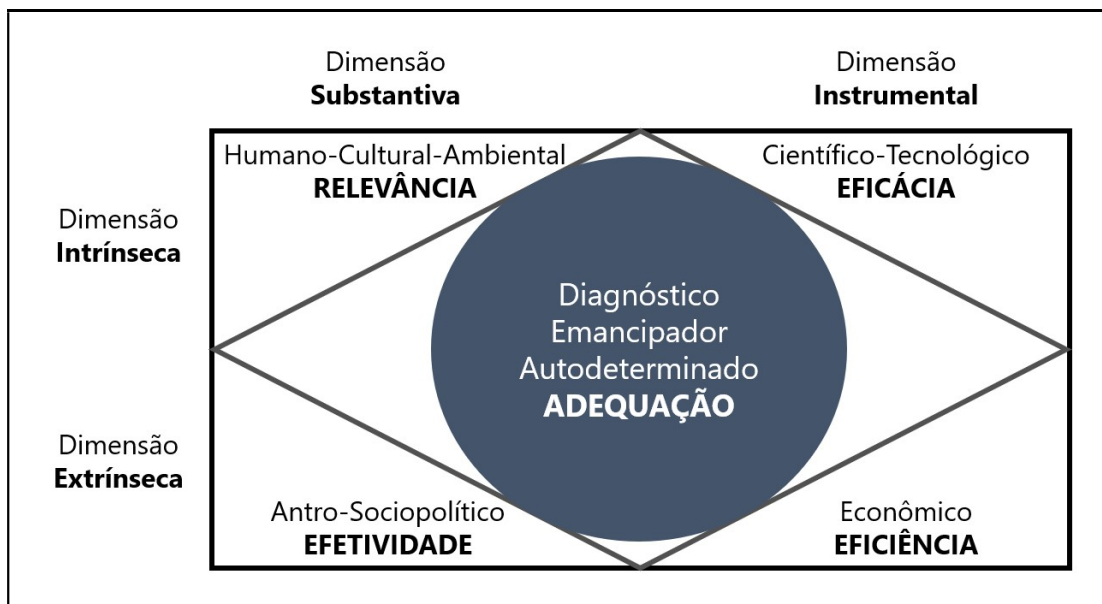 Dimensão
Substantiva
Dimensão
Instrumental
Humano-Cultural-Ambiental
RELEVÂNCIA
Científico-Tecnológico
EFICÁCIA
Dimensão
Intrínseca
Diagnóstico
Emancipador
Autodeterminado
ADEQUAÇÃO
Dimensão
Extrínseca
Antro-Sociopolítico
EFETIVIDADE
Econômico
EFICIÊNCIA